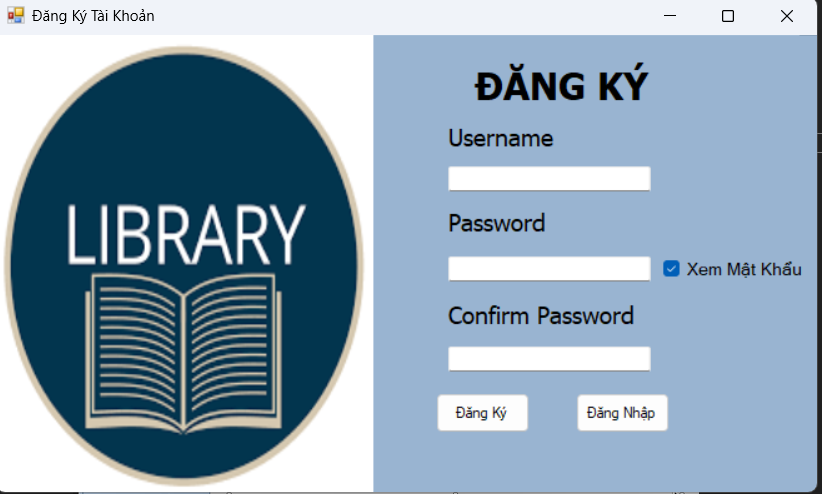 Đăng Ký Tài Khoản
LIBRARY
ĐĂNG KÝ
Username
Password
Xem Mật Khẩu
Confirm Password
Đăng Ký
Đăng Nhập